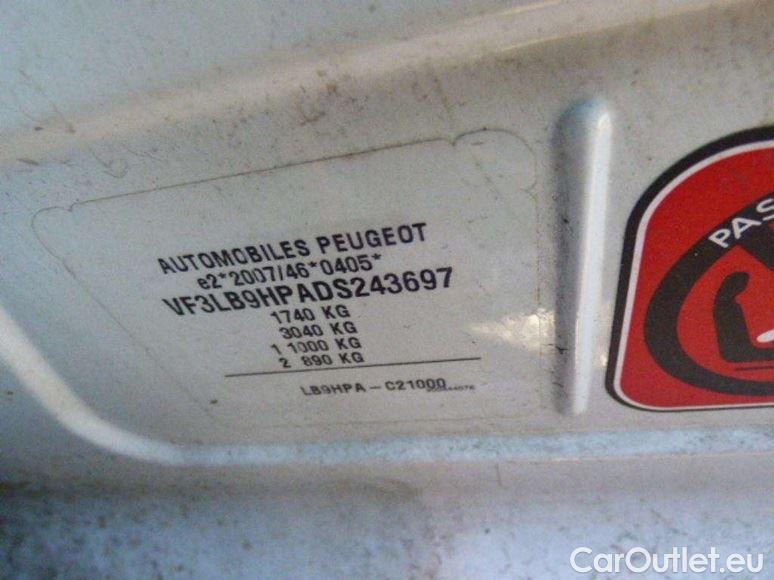 AUTOMOBILES PEUGEOT
e2*2007/46*0405*
VF3LB9HPADS243697
1740 KG
3040 KG
1 1000 KG
2 890 KG
LB9HPA - C21000
PAS
CarOutlet.eu